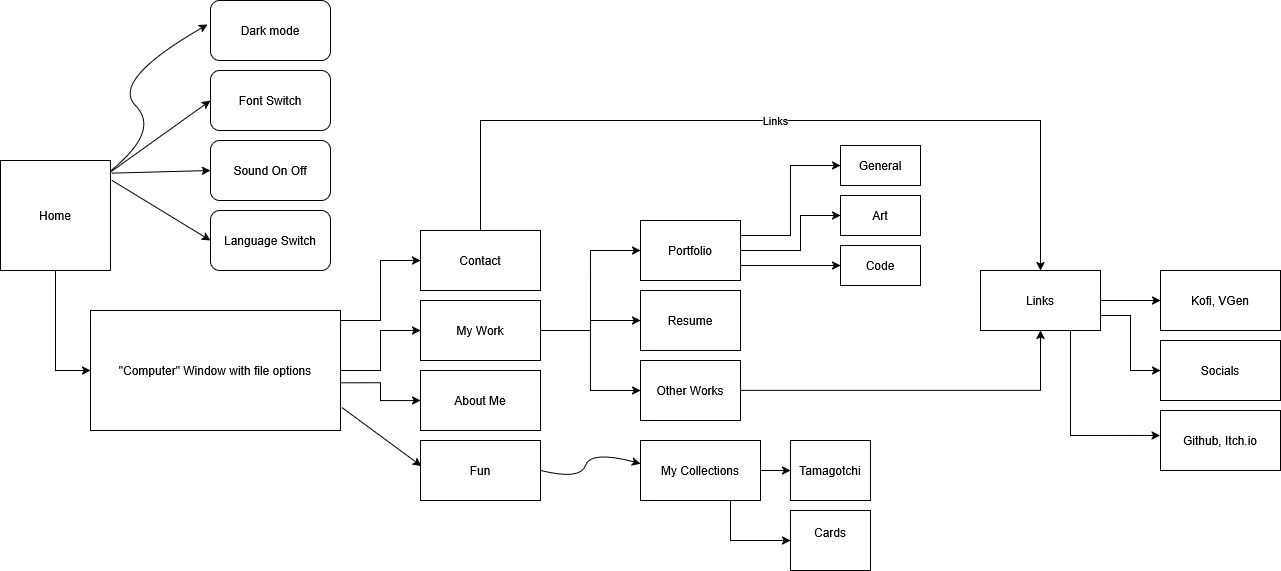 Dark mode
Font Switch
Sound On Off
Language Switch
Home
"Computer" Window with file options
Contact
My Work
About Me
Fun
Links
Portfolio
Resume
Other Works
General
Art
Code
My Collections
Tamagotchi
Cards
Links
Kofi, VGen
Socials
Github, Itch.io